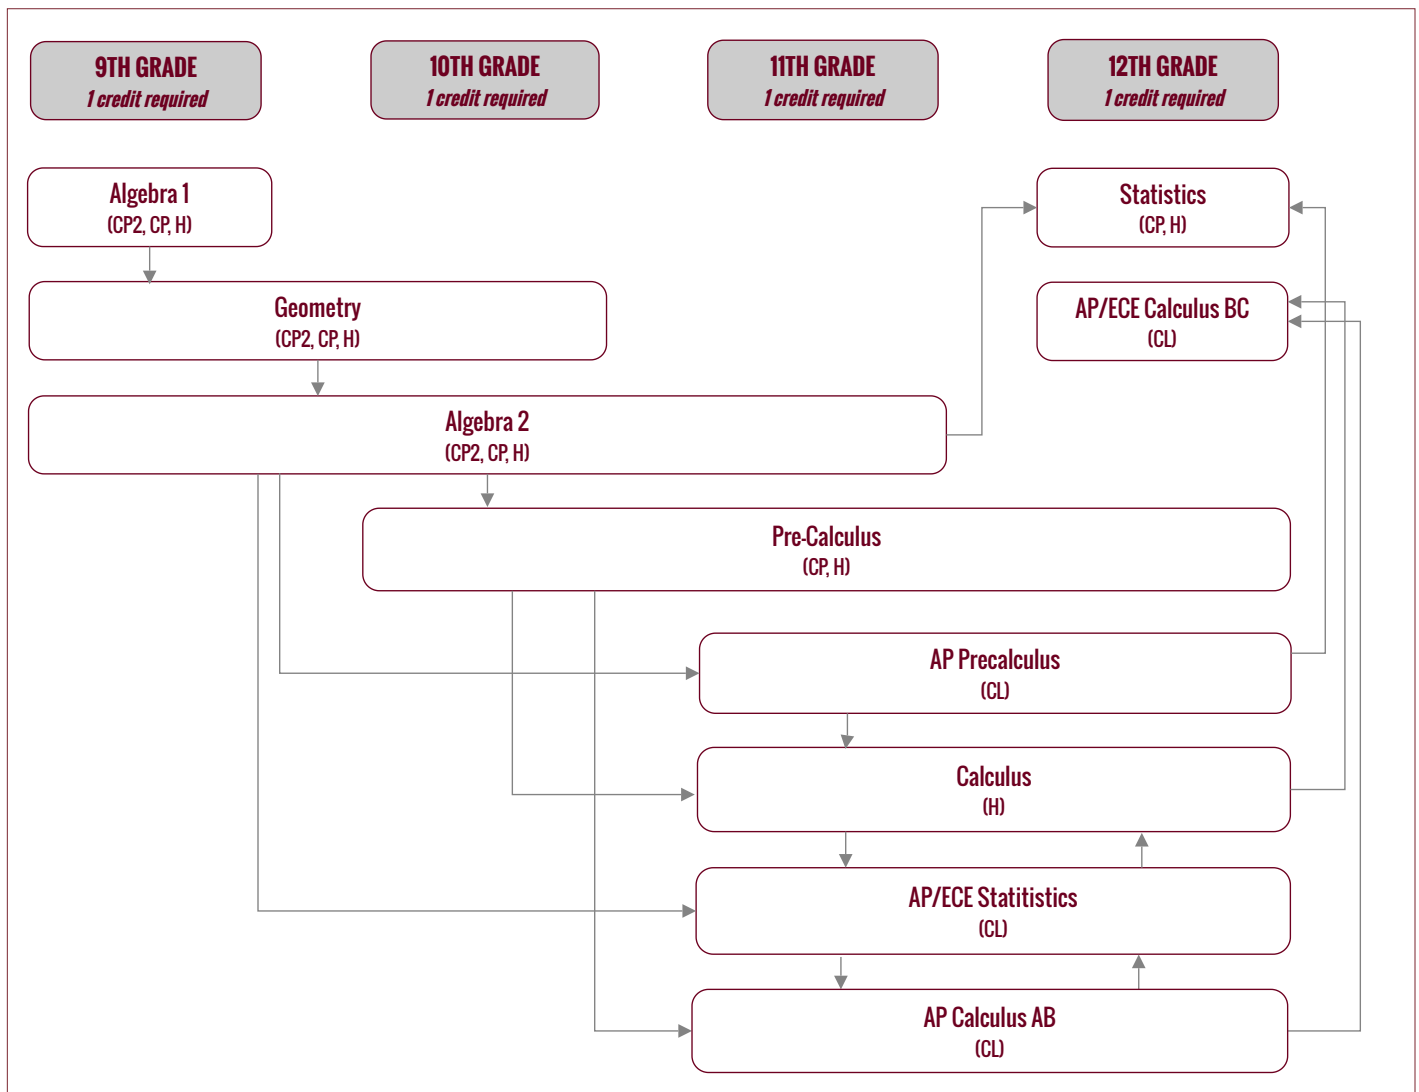 9TH GRADE
1 credit required
10TH GRADE
1 credit required
11TH GRADE
1 credit required
12TH GRADE
1 credit required
Algebra 1
(CP2, CP, H)
Statistics
(CP, H)
Geometry
(CP2, CP, H)
AP/ECE Calculus BC
(CL)
Algebra 2
(CP2, CP, H)
Pre-Calculus
(CP, H)
AP Precalculus
(CL)
Calculus
(H)
AP/ECE Statitistics
(CL)
AP Calculus AB
(CL)